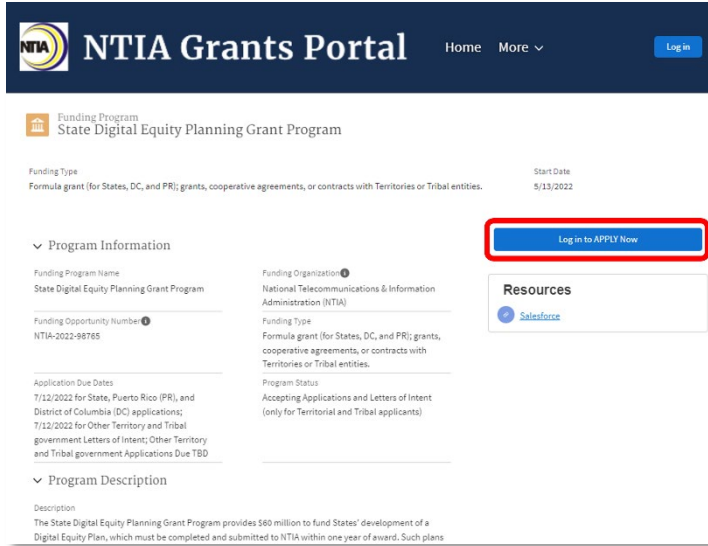 NTIA
NTIA Grants Portal
Home More
Log in
Funding Program
State Digital Equity Planning Grant Program
Funding Type
Formula grant (for States, DC, and PR); grants, cooperative agreements, or contracts with Territories or Tribal entities.
Start Date
5/13/2022
Log in to APPLY Now
Program Information
Funding Program Name
State Digital Equity Planning Grant Program
Funding Organization
National Telecommunications & Information
Administration (NTIA)
Funding Opportunity Number
NTIA-2022-98765
Funding Type
Formula grant (for States, DC, and PR); grants,
cooperative agreements, or contracts with
Territories or Tribal entities.
Application Due Dates
7/12/2022 for State, Puerto Rico (PR), and
District of Columbia (DC) applications;
7/12/2022 for Other Territory and Tribal
government Letters of Intent; Other Territory
and Tribal government Applications Due TBD
Program Status
Accepting Applications and Letters of Intent
(only for Territorial and Tribal applicants)
Resources
Salesforce
Program Description
Description
The State Digital Equity Planning Grant Program provides $60 million to fund States' development of a
Digital Equity Plan, which must be completed and submitted to NTIA within one year of award. Such plans